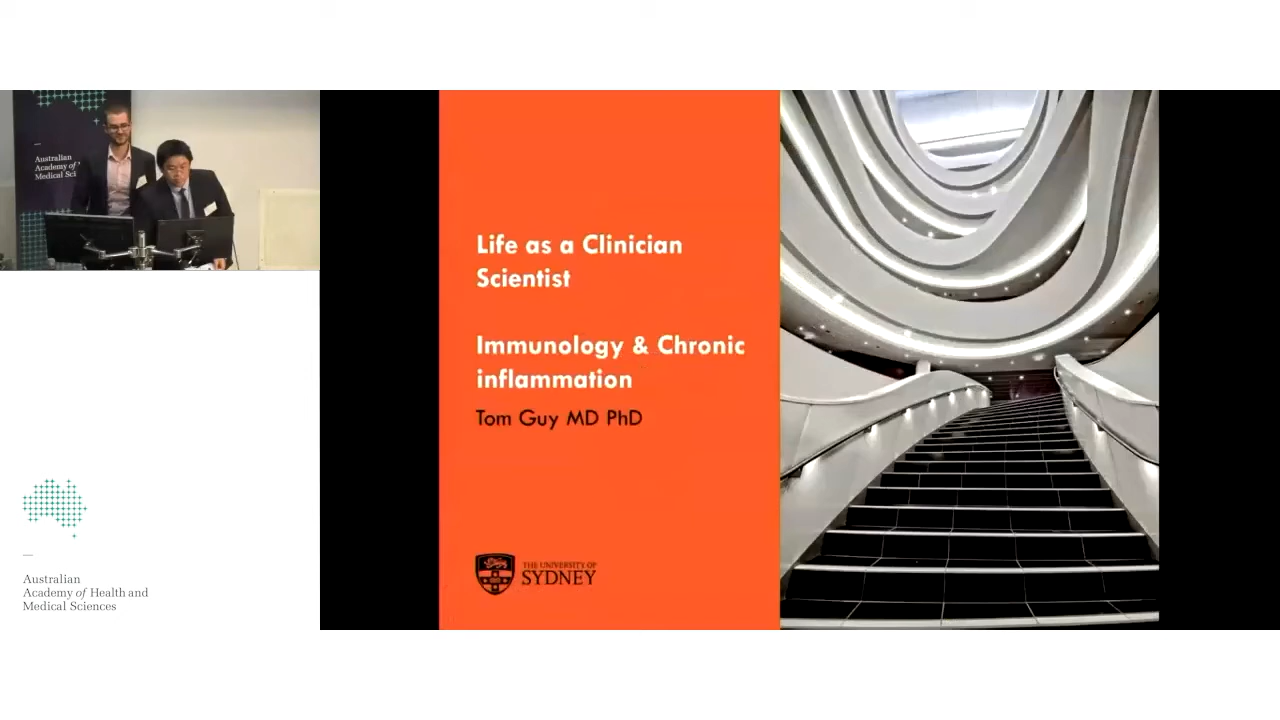 Australian
Academy of
Medical Sci
Life as a Clinician
Scientist
Immunology & Chronic
inflammation
Tom Guy MD PhD
THE UNIVERSITY OF
SYDNEY
Australian
Academy of Health and
Medical Sciences